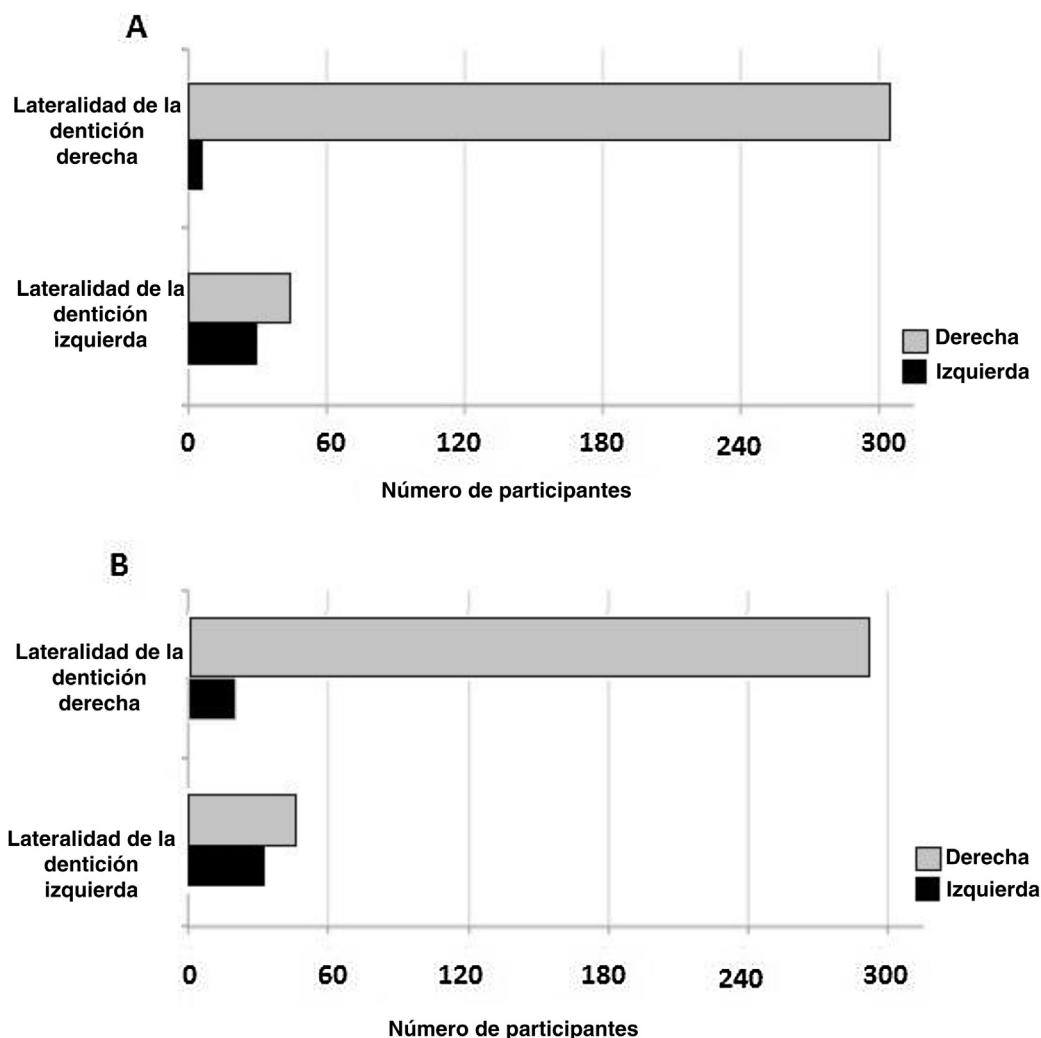 A
Lateralidad de la
dentición
derecha
Lateralidad de la
dentición
izquierda
Derecha
Izquierda
0 60 120 180 240 300
Número de participantes
B
Lateralidad de la
dentición
derecha
Lateralidad de la
dentición
izquierda
Derecha
Izquierda
0 60 120 180 240 300
Número de participantes